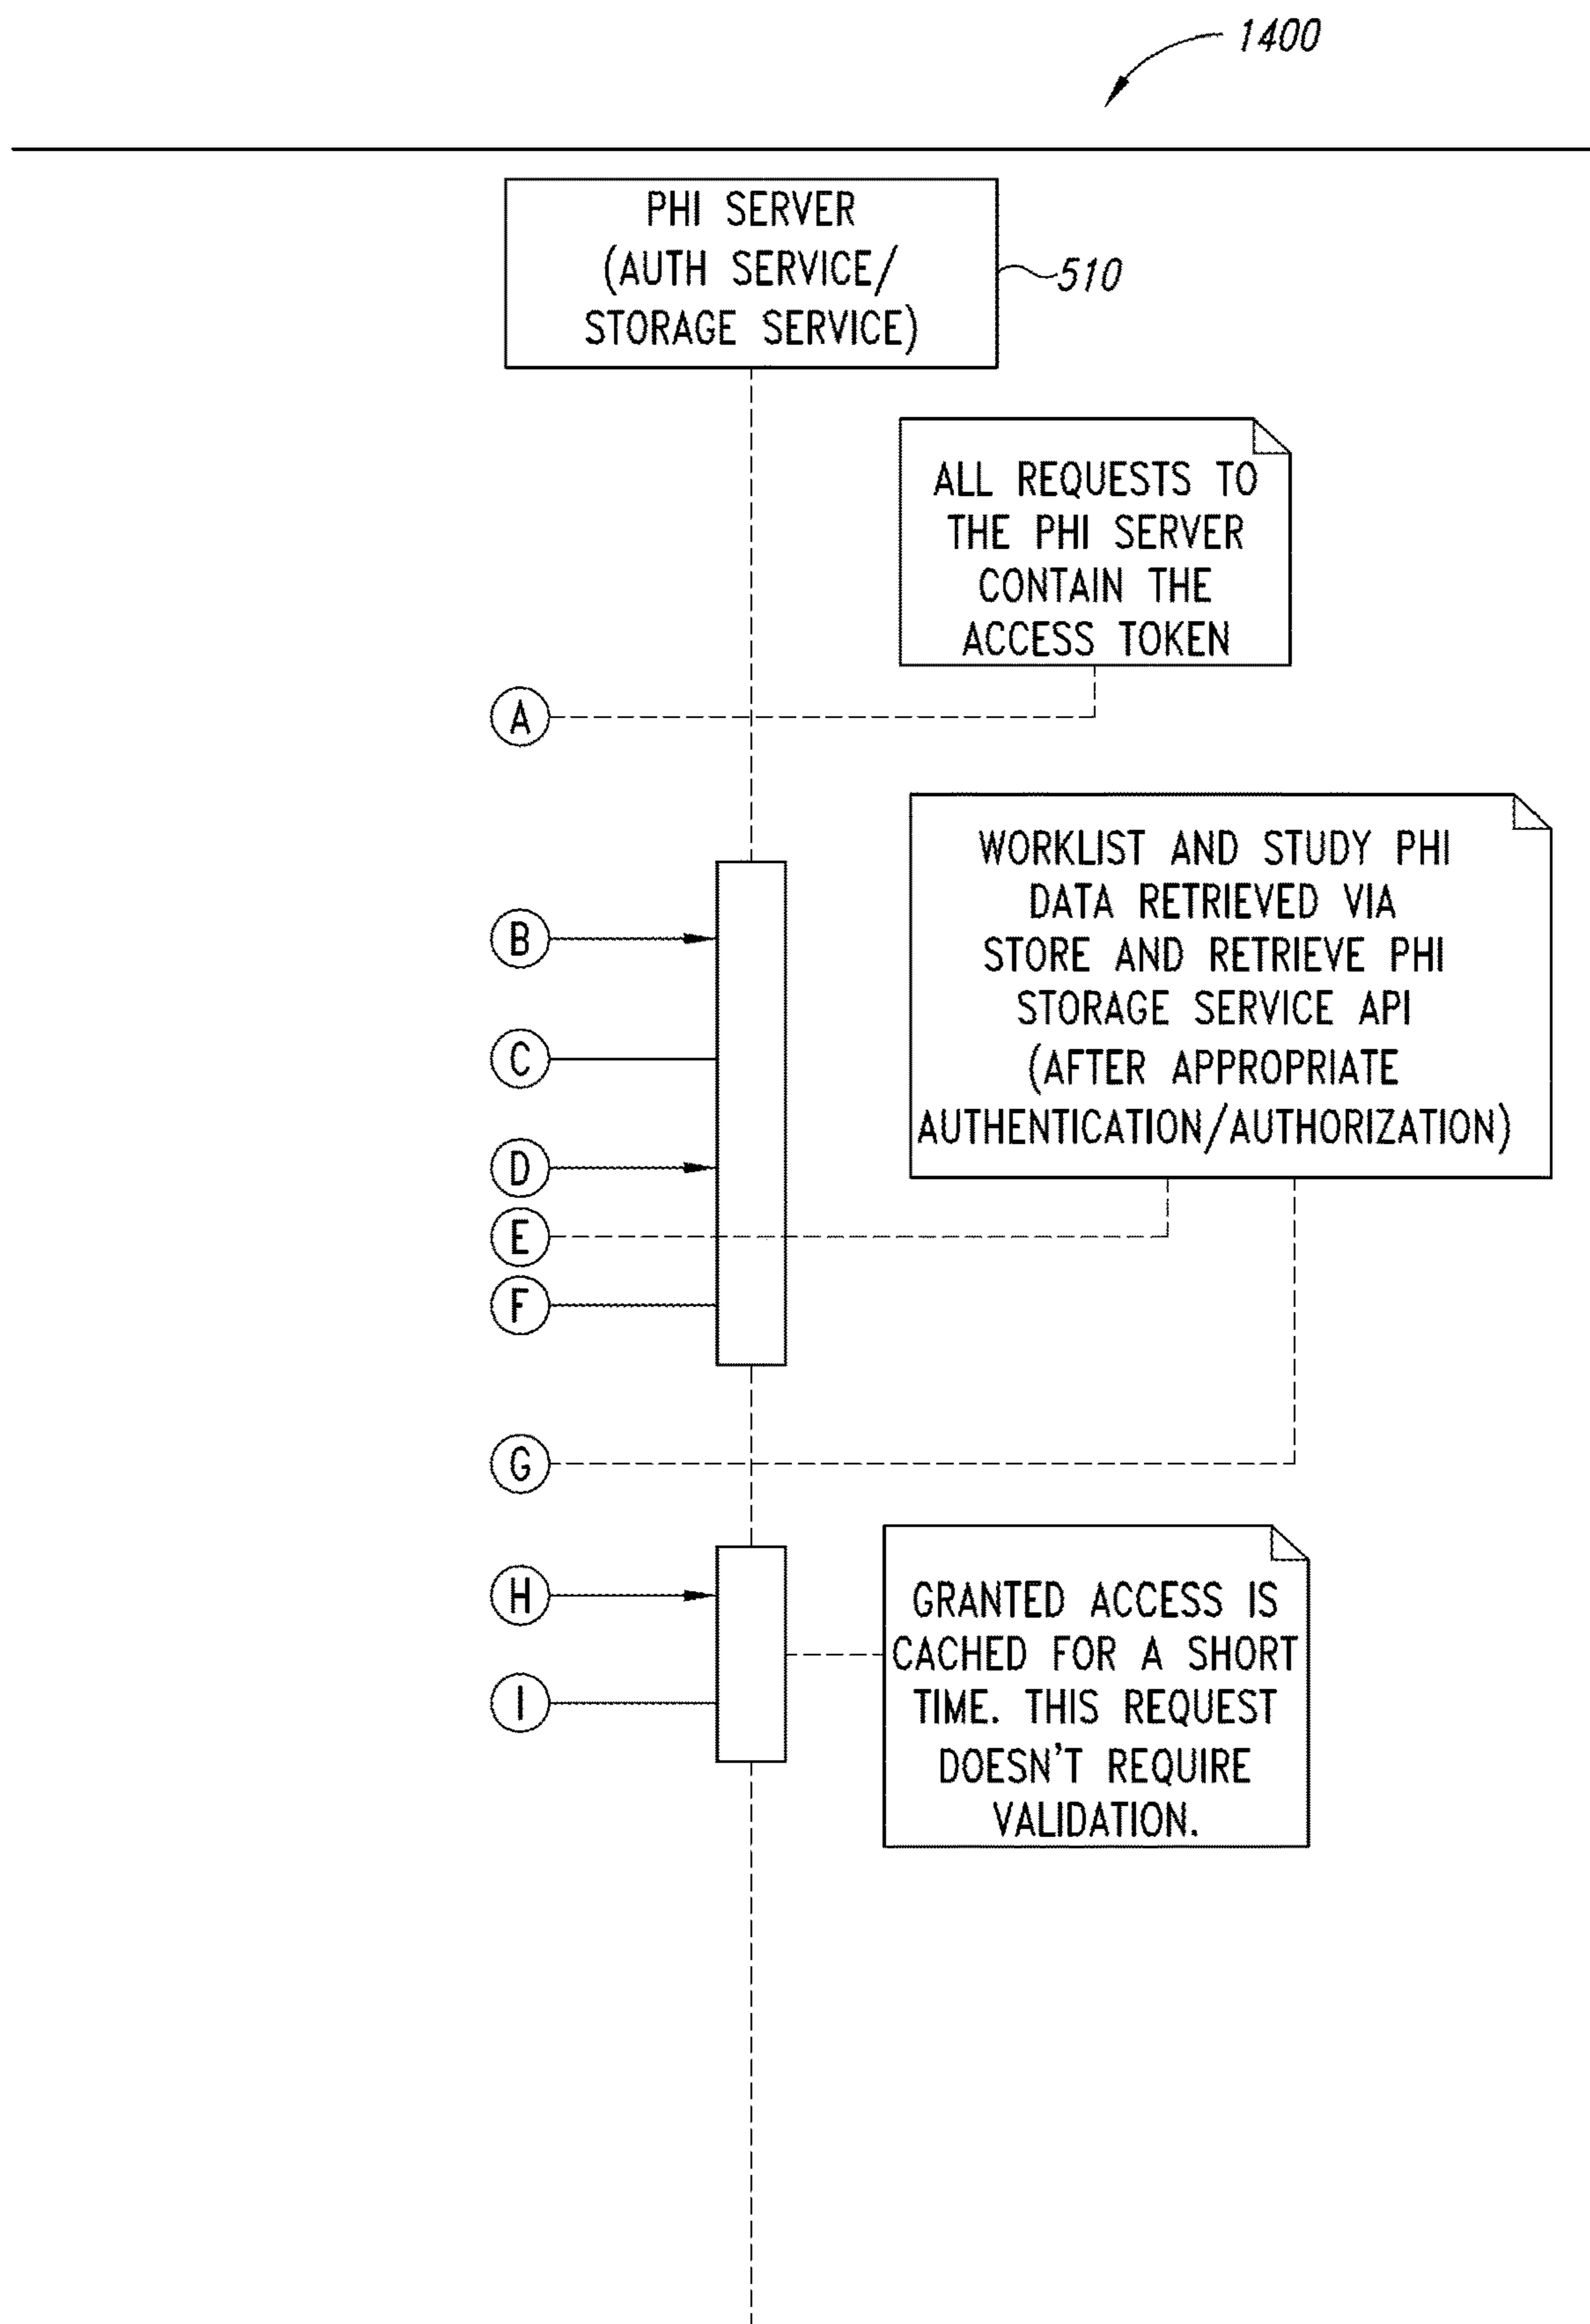 1400
PHI SERVER
(AUTH SERVICE/
STORAGE SERVICE)
510
ALL REQUESTS TO
THE PHI SERVER
CONTAIN THE
ACCESS TOKEN
A
WORKLIST AND STUDY PHI
DATA RETRIEVED VIA
STORE AND RETRIEVE PHI
STORAGE SERVICE API
(AFTER APPROPRIATE
AUTHENTICATION/AUTHORIZATION)
B
C
D
E
F
G
H
I
GRANTED ACCESS IS
CACHED FOR A SHORT
TIME. THIS REQUEST
DOESN'T REQUIRE
VALIDATION.